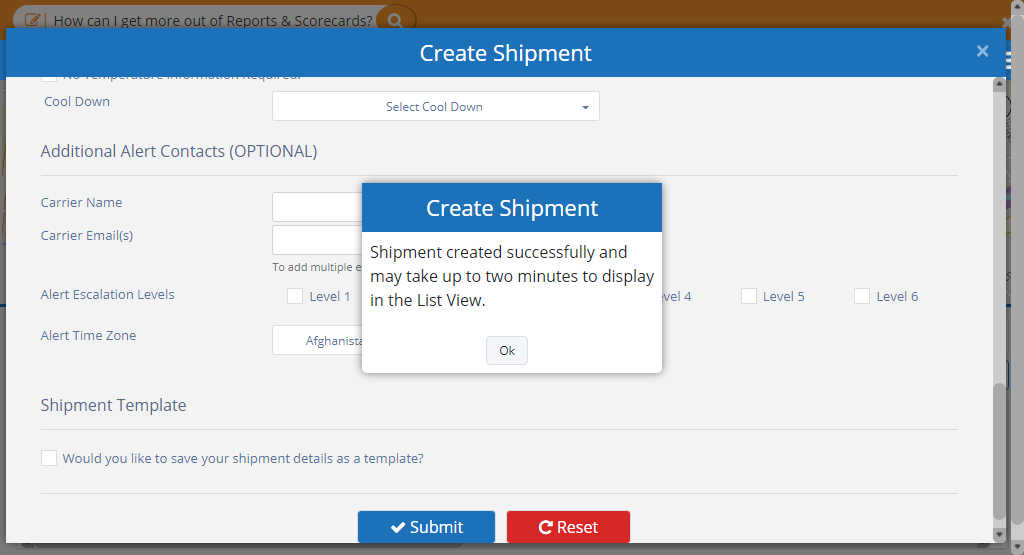 How can I get more out of Reports & Scorecards?
Create Shipment
×
No Temperature Information Required.
Cool Down
Select Cool Down
Additional Alert Contacts (OPTIONAL)
Carrier Name
Carrier Email(s)
To add multiple e
Alert Escalation Levels
Level 1
vel 4
Level 5
Level 6
Alert Time Zone
Afghanista
Create Shipment
Shipment created successfully and
may take up to two minutes to display
in the List View.
Ok
Shipment Template
Would you like to save your shipment details as a template?
Submit
Reset